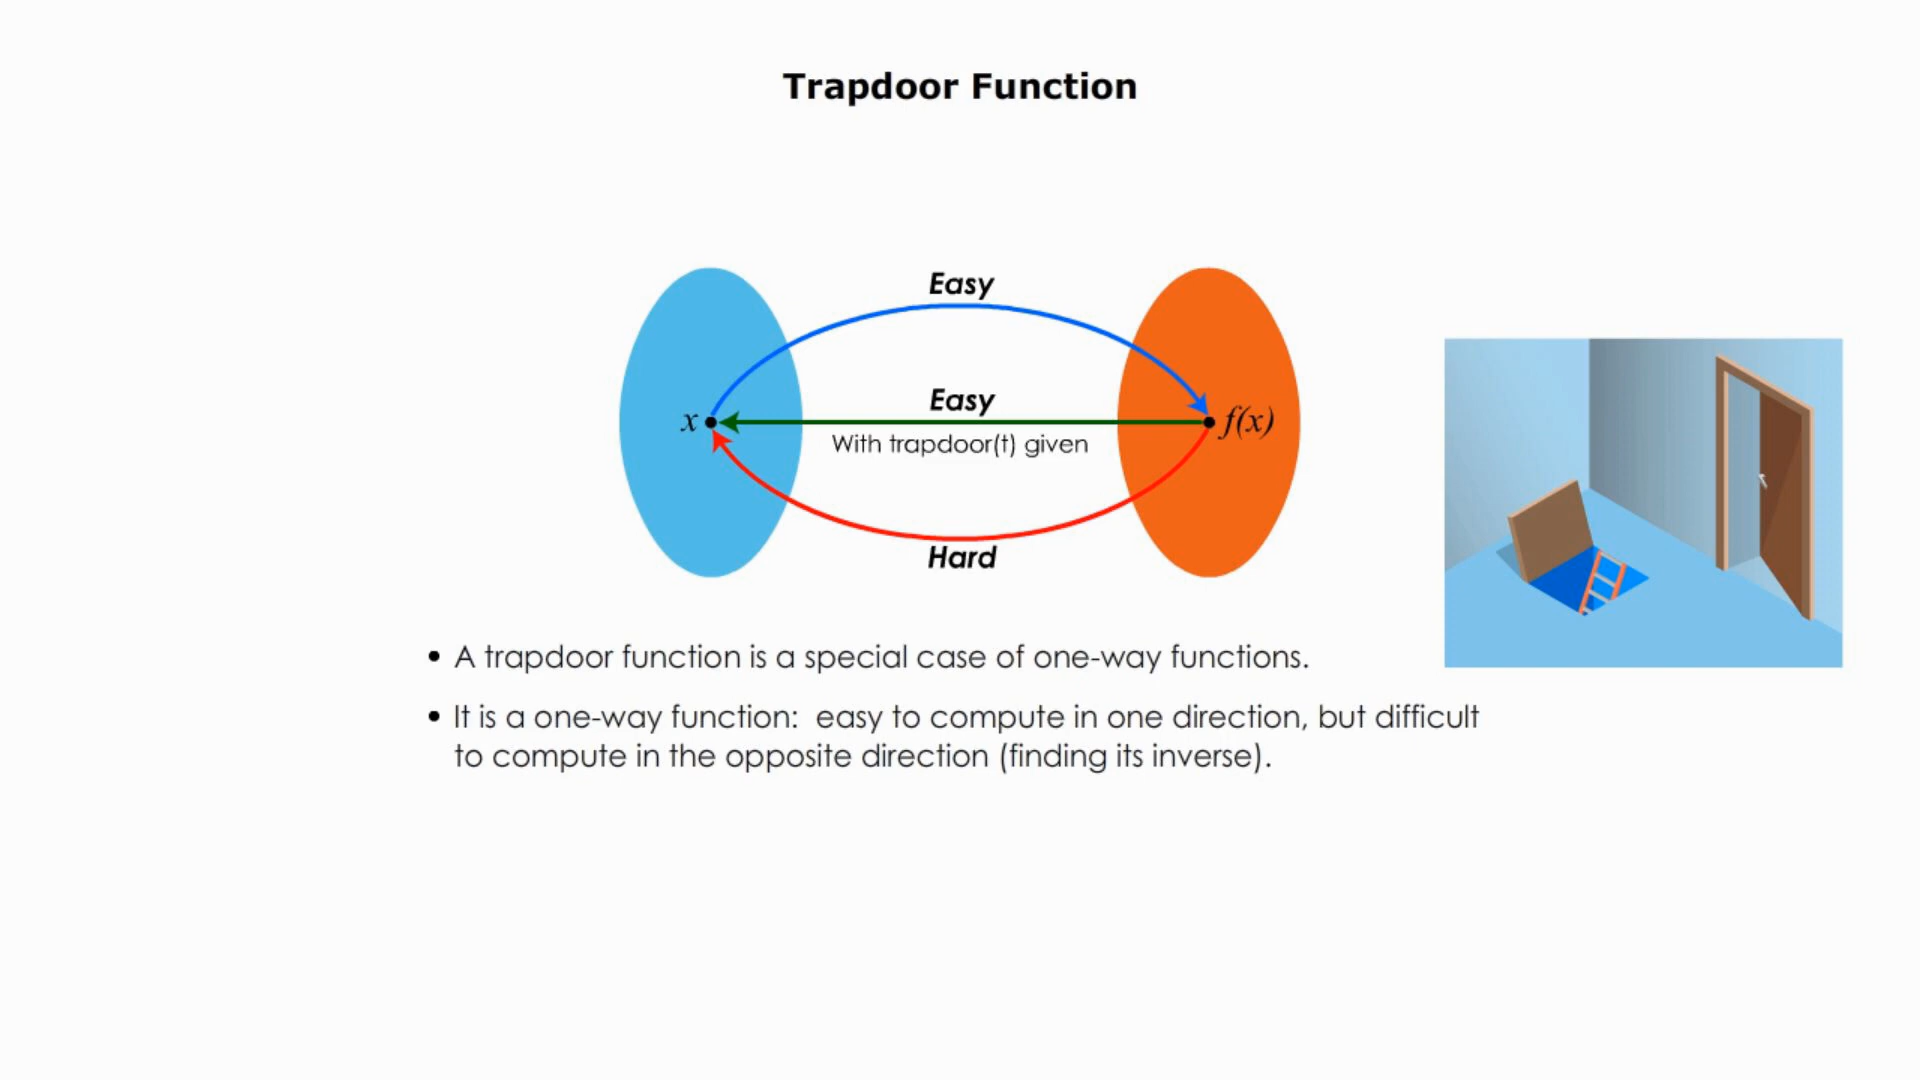 Trapdoor Function
Easy
Easy
x
f(x)
With trapdoor(t) given
Hard
• A trapdoor function is a special case of one-way functions.
• It is a one-way function: easy to compute in one direction, but difficult
to compute in the opposite direction (finding its inverse).